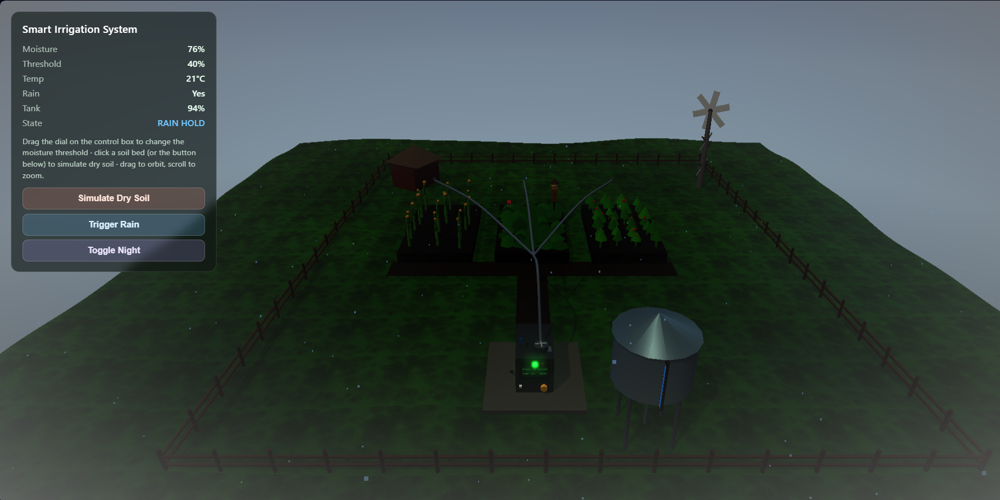 Smart Irrigation System
Moisture 76%
Threshold 40%
Temp 21°C
Rain Yes
Tank 94%
State RAIN HOLD
Drag the dial on the control box to change the
moisture threshold · click a soil bed (or the button
below) to simulate dry soil · drag to orbit, scroll to
zoom.
Simulate Dry Soil
Trigger Rain
Toggle Night